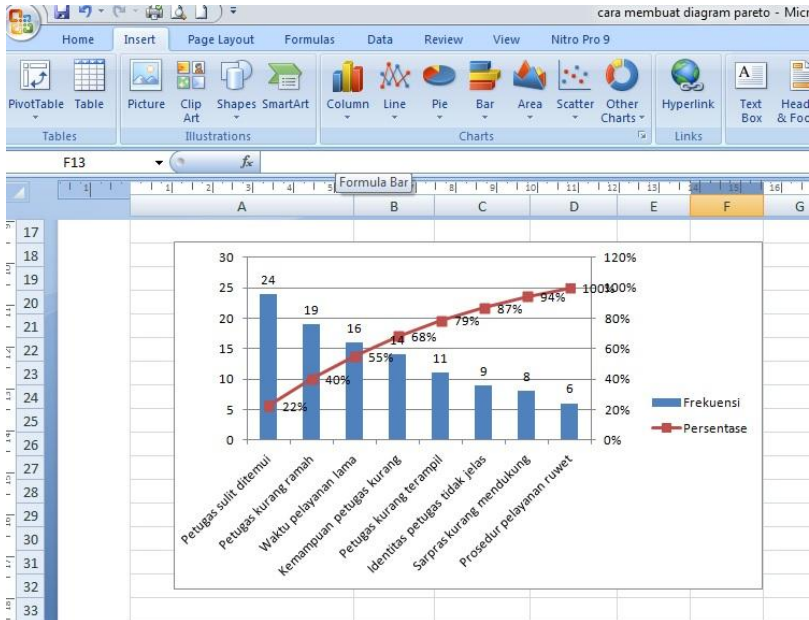 cara membuat diagram pareto - Mic
Home Insert Page Layout Formulas Data Review View Nitro Pro 9
PivotTable Table Picture Clip Art Shapes SmartArt Column Line Pie Bar Area Scatter Other Charts Hyperlink Text Box Head & Foo
Tables Illustrations Charts Links
F13 fx
Formula Bar
A B C D E F G
17
18
19
20
21
22
23
24
25
26
27
28
29
30
31
32
33
30 25 20 15 10 5 0
120% 100% 80% 60% 40% 20% 0%
24 19 16 14 11 9 8 6
22% 40% 55% 68% 79% 87% 94% 100%
Frekuensi
Persentase
Petugas sulit ditemui
Petugas kurang ramah
Waktu pelayanan lama
Kemampuan petugas kurang
Petugas kurang terampil
Identitas petugas tidak jelas
Sarpras kurang mendukung
Prosedur pelayanan ruwet